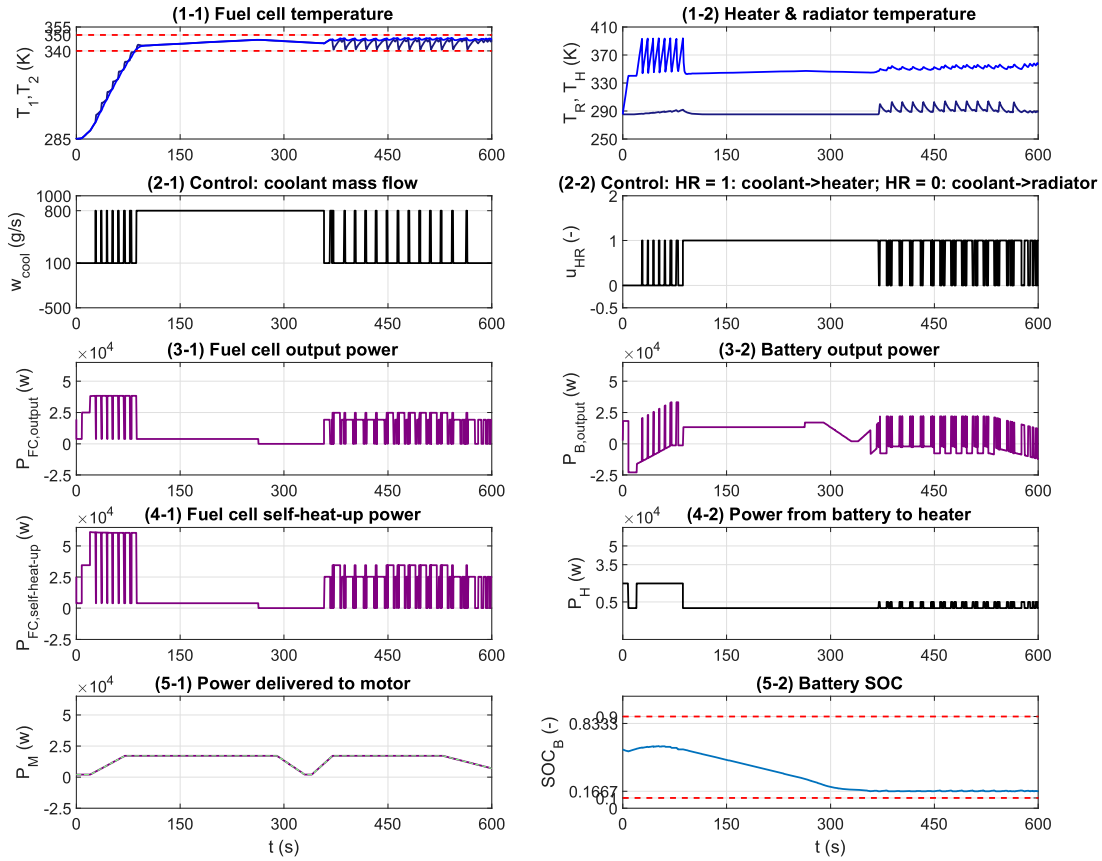 (1-1) Fuel cell temperature
T1,T2 (K)
350
340
285
0 150 300 450 600
(1-2) Heater & radiator temperature
TR, TH (K)
410
370
330
290
250
0 150 300 450 600
(2-1) Control: coolant mass flow
wcool (g/s)
1000
800
100
-500
0 150 300 450 600
(2-2) Control: HR = 1: coolant->heater; HR = 0: coolant->radiator
uHR (-)
2
1
0
-0.5
0 150 300 450 600
(3-1) Fuel cell output power
×10^4
PFC,output (w)
5
2.5
0
-2.5
0 150 300 450 600
(3-2) Battery output power
×10^4
PB,output (w)
5
2.5
0
-2.5
0 150 300 450 600
(4-1) Fuel cell self-heat-up power
×10^4
PFC,self-heat-up (w)
5
2.5
0
-2.5
0 150 300 450 600
(4-2) Power from battery to heater
×10^4
PH (w)
5
3.5
0.5
0 150 300 450 600
(5-1) Power delivered to motor
×10^4
PM (w)
5
2.5
0
-2.5
0 150 300 450 600
t (s)
(5-2) Battery SOC
SOCB (-)
0.9
0.8333
0.1667
0.1
0
0 150 300 450 600
t (s)